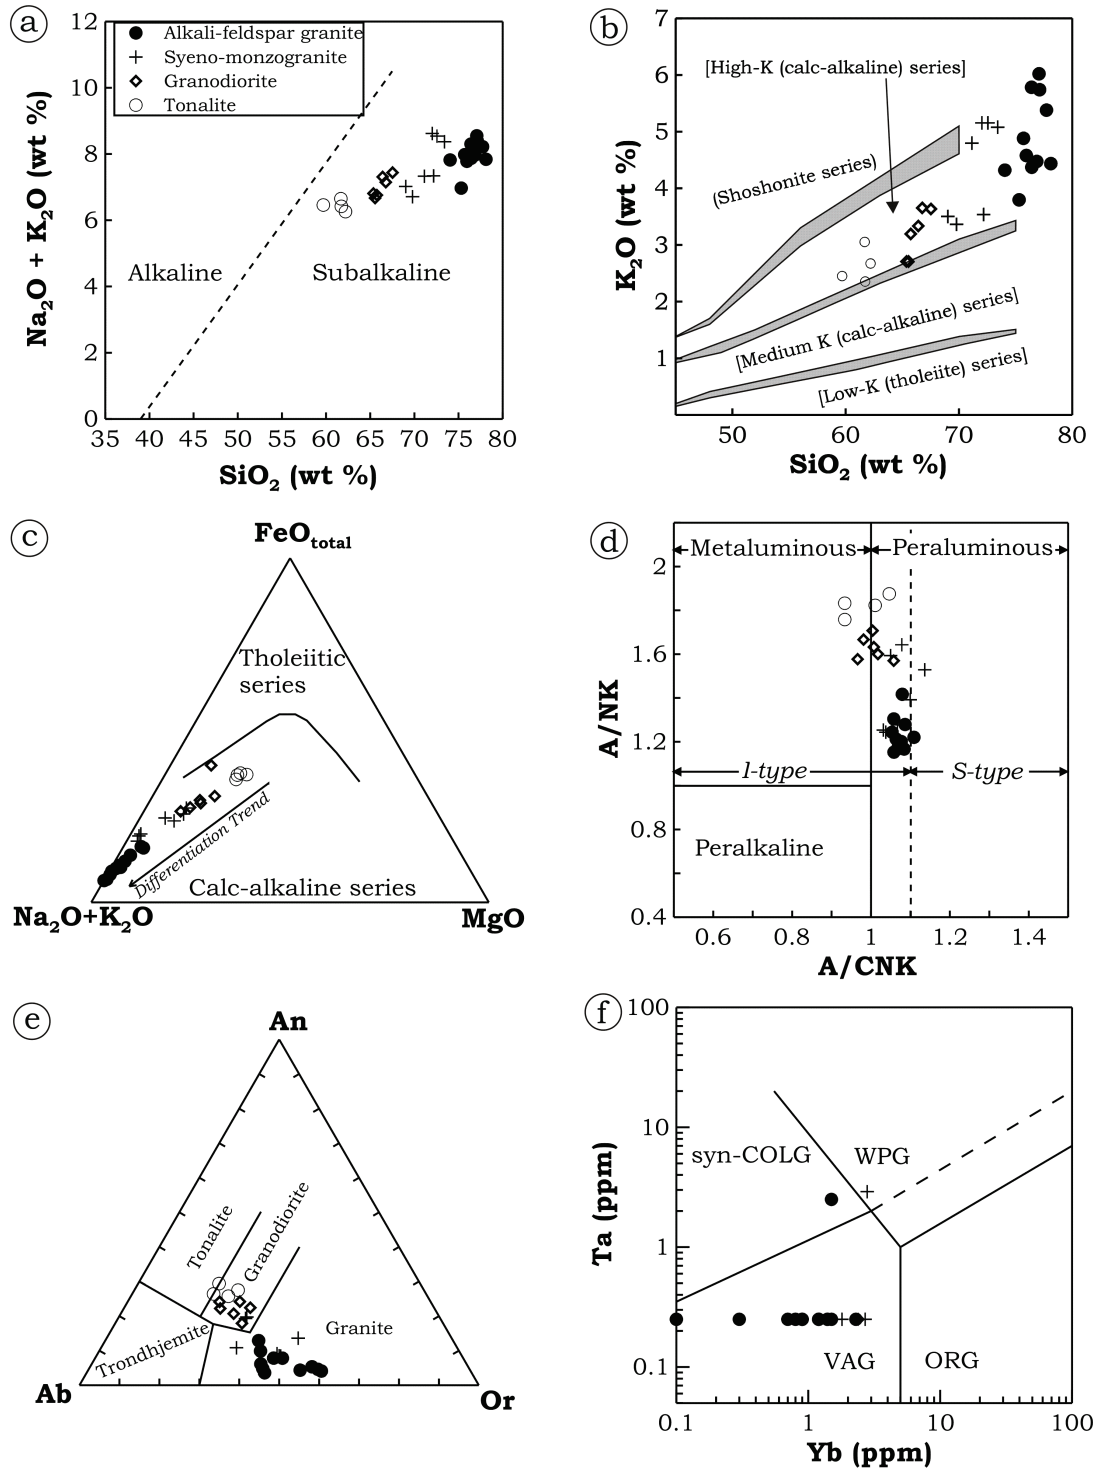 a
12
10
8
6
4
2
0
Na₂O + K₂O (wt %)
Alkali-feldspar granite
Syeno-monzogranite
Granodiorite
Tonalite
Alkaline
Subalkaline
35 40 45 50 55 60 65 70 75 80
SiO₂ (wt %)
b
7
6
5
4
3
2
1
K₂O (wt %)
[High-K (calc-alkaline) series]
(Shoshonite series)
[Medium K (calc-alkaline) series]
[Low-K (tholeiite) series]
50 60 70 80
SiO₂ (wt %)
c
FeOtotal
Tholeiitic
series
Differentiation Trend
Calc-alkaline series
Na₂O+K₂O
MgO
d
Metaluminous
Peraluminous
2
1.6
1.2
0.8
0.4
A/NK
I-type
S-type
Peralkaline
0.6 0.8 1 1.2 1.4
A/CNK
e
An
Tonalite
Granodiorite
Trondhjemite
Granite
Ab
Or
f
100
10
1
0.1
Ta (ppm)
syn-COLG
WPG
VAG
ORG
0.1 1 10 100
Yb (ppm)